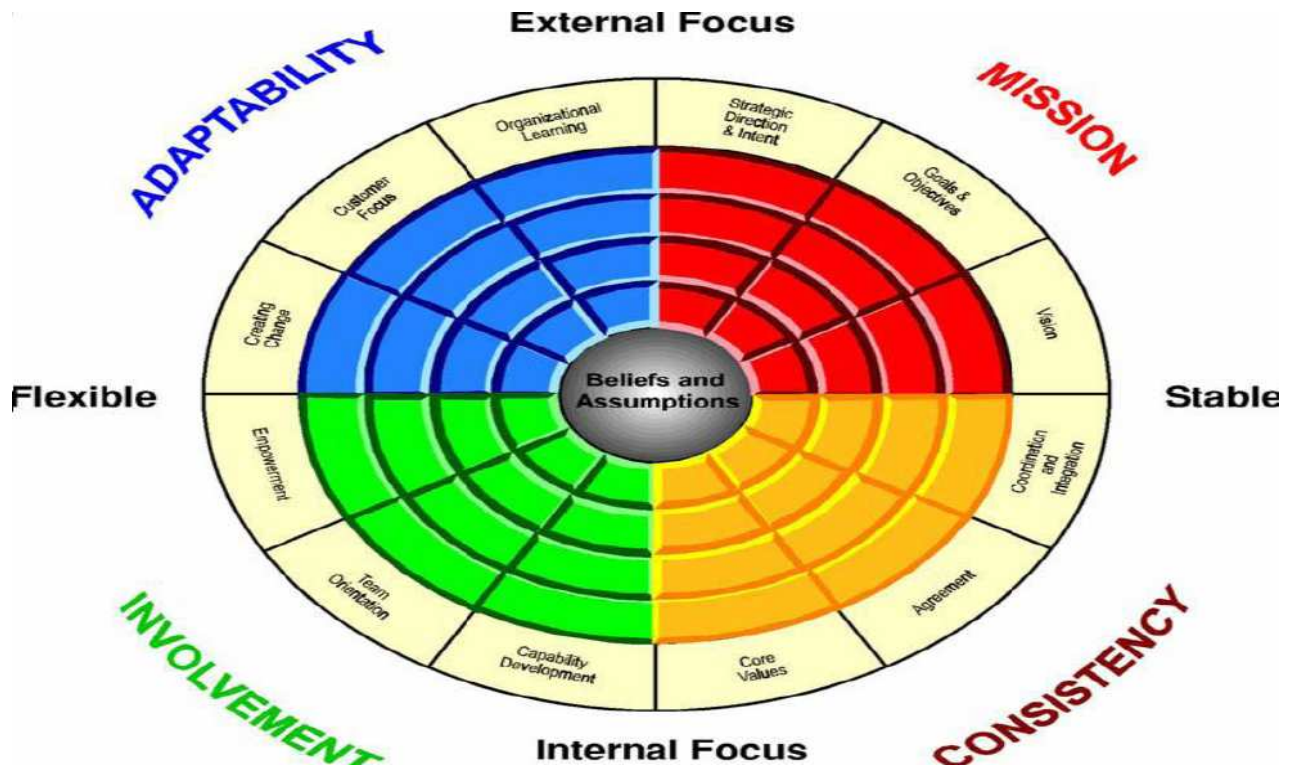 External Focus
ADAPTABILITY
MISSION
Organizational
Learning
Strategic
Direction
& Intent
Customer
Focus
Goals &
Objectives
Creating
Change
Vision
Flexible
Beliefs and
Assumptions
Stable
Empowerment
Coordination
and
Integration
Team
Orientation
Agreement
Capability
Development
Core
Values
INVOLVEMENT
CONSISTENCY
Internal Focus